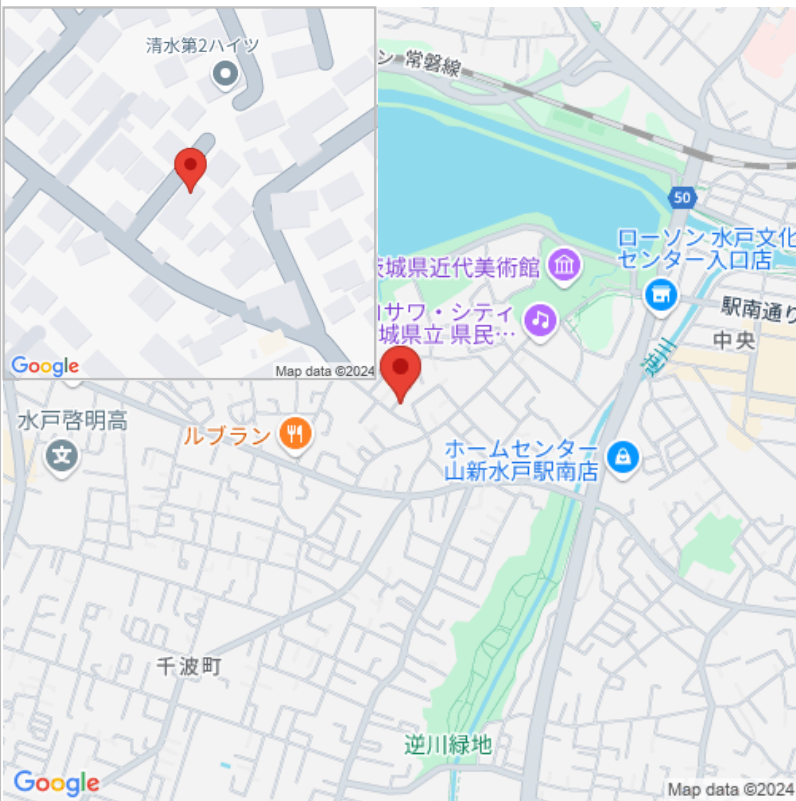 清水第2ハイツ
Google
Map data ©2024
ン 常磐線
50
ローソン 水戸文化
センター入口店
城県近代美術館
駅南通り
サワ・シティ
城県立 県民…
中央
逆川
水戸啓明高
ルブラン
ホームセンター
山新水戸駅南店
千波町
逆川緑地
Google
Map data ©2024